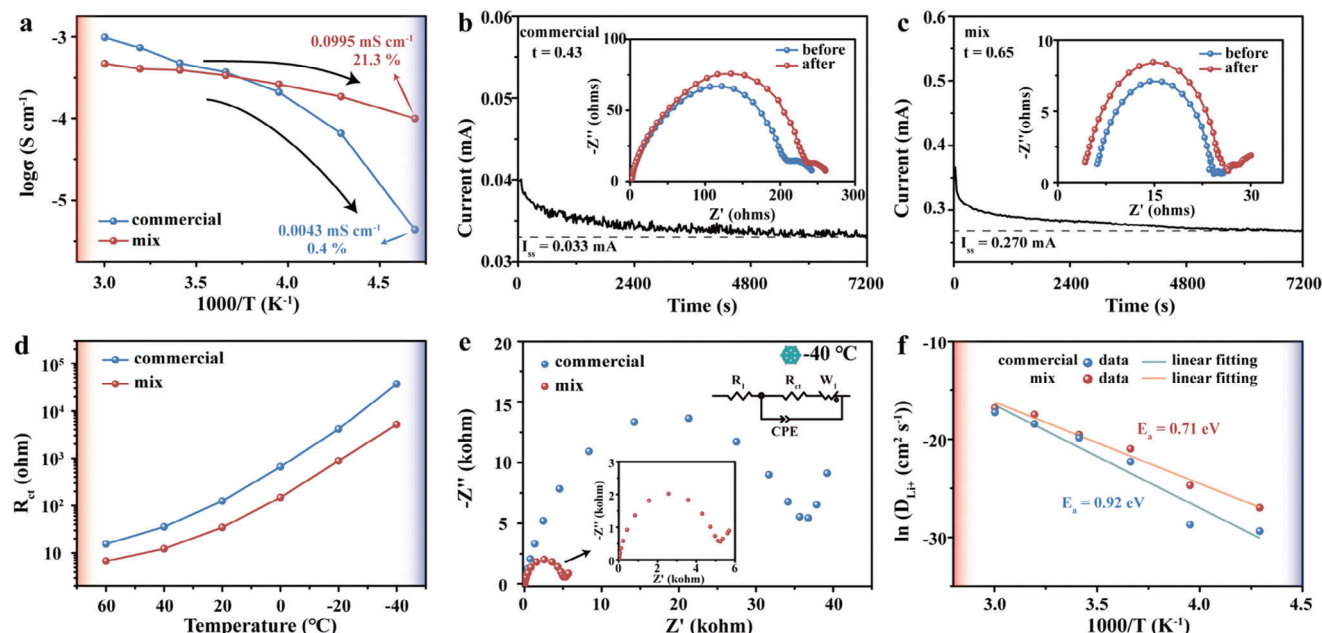 a
-3
-4
-5
logσ (S cm⁻¹)
0.0995 mS cm⁻¹
21.3 %
commercial
mix
0.0043 mS cm⁻¹
0.4 %
3.0 3.5 4.0 4.5
1000/T (K⁻¹)
b
0.06
0.05
0.04
0.03
Current (mA)
commercial
t = 0.43
100
50
0
-Z'' (ohms)
before
after
0 100 200 300
Z' (ohms)
I_ss = 0.033 mA
0 2400 4800 7200
Time (s)
c
0.6
0.5
0.3
0.2
Current (mA)
mix
t = 0.65
10
5
0
-Z'' (ohms)
before
after
0 15 30
Z' (ohms)
I_ss = 0.270 mA
0 2400 4800 7200
Time (s)
d
10⁵
10⁴
10³
10²
10
R_ct (ohm)
commercial
mix
60 40 20 0 -20 -40
Temperature (°C)
e
20
15
10
5
0
-Z'' (kohm)
commercial
mix
-40 °C
R₁ R_ct W₁
CPE
4
3
2
1
0
-Z'' (kohm)
0 2 4 6
Z' (kohm)
0 10 20 30 40 50
Z' (kohm)
f
-10
-20
-30
ln (D_Li+ (cm² s⁻¹))
commercial data linear fitting
mix data linear fitting
E_a = 0.71 eV
E_a = 0.92 eV
3.0 3.5 4.0 4.5
1000/T (K⁻¹)